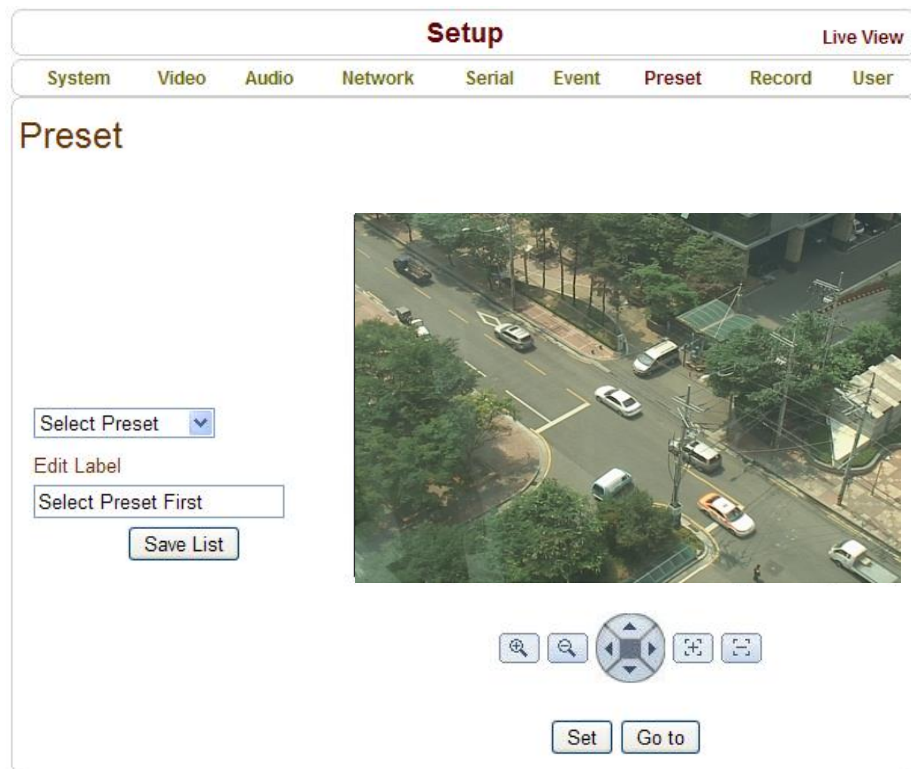 Setup
Live View
System Video Audio Network Serial Event Preset Record User
Preset
Select Preset
Edit Label
Select Preset First
Save List
Set Go to